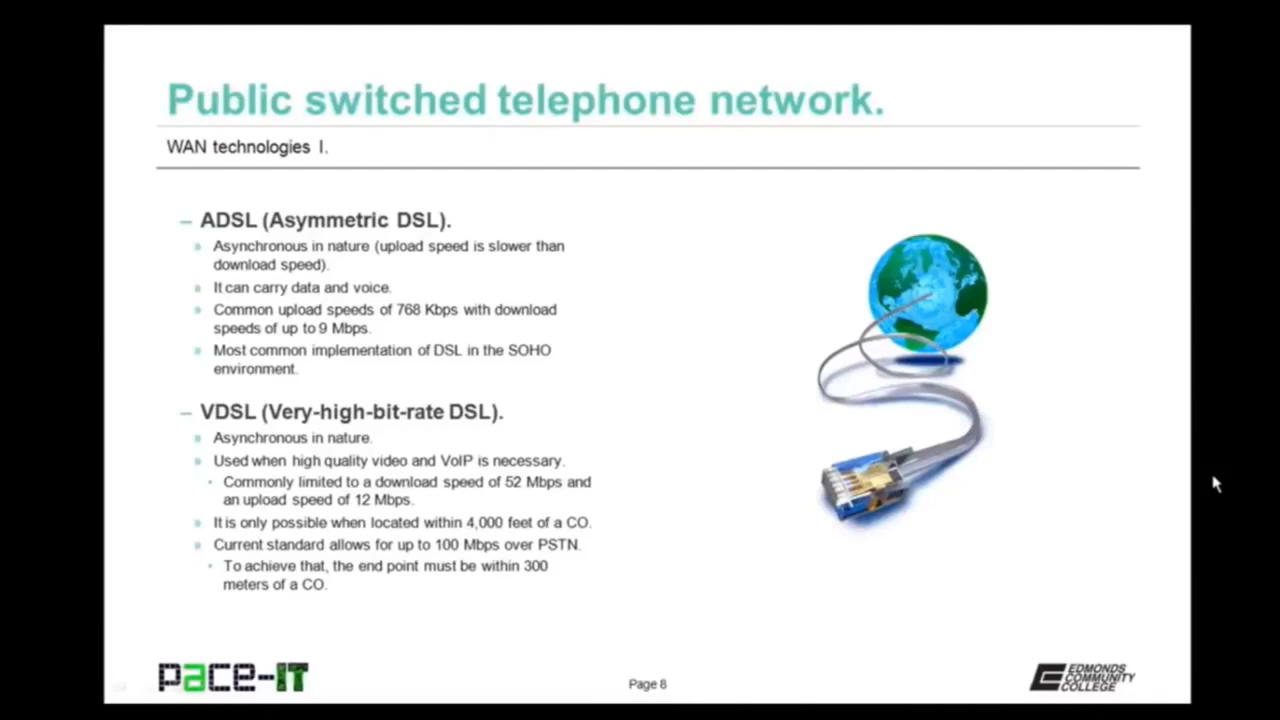 Public switched telephone network.
WAN technologies I.
– ADSL (Asymmetric DSL).
» Asynchronous in nature (upload speed is slower than
download speed).
» It can carry data and voice.
» Common upload speeds of 768 Kbps with download
speeds of up to 9 Mbps.
» Most common implementation of DSL in the SOHO
environment.
– VDSL (Very-high-bit-rate DSL).
» Asynchronous in nature.
» Used when high quality video and VoIP is necessary.
• Commonly limited to a download speed of 52 Mbps and
an upload speed of 12 Mbps.
» It is only possible when located within 4,000 feet of a CO.
» Current standard allows for up to 100 Mbps over PSTN.
• To achieve that, the end point must be within 300
meters of a CO.
pace-IT
Page 8
EDMONDS
COMMUNITY
COLLEGE